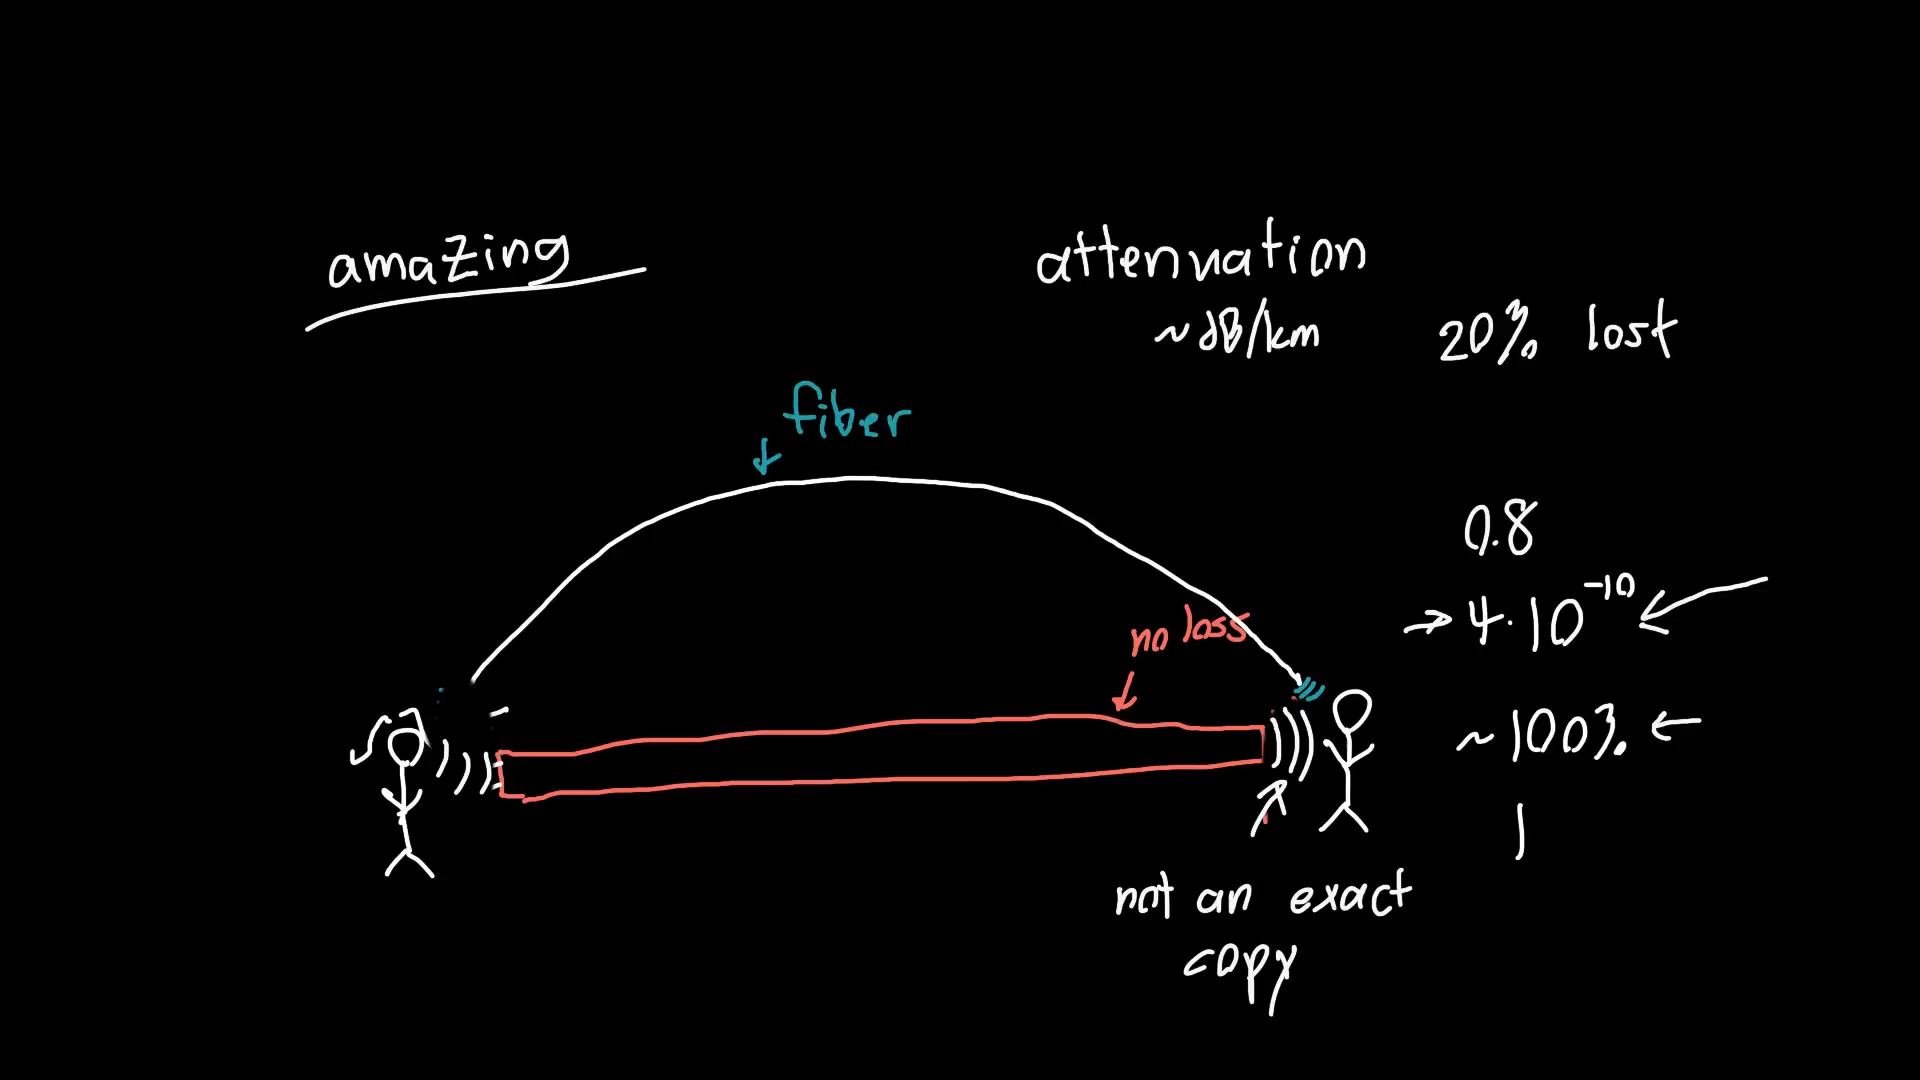 amazing
attenuation
~dB/km 20% lost
fiber
0.8
no loss
→ 4·10⁻¹⁰ ←
~100% ←
not an exact
copy